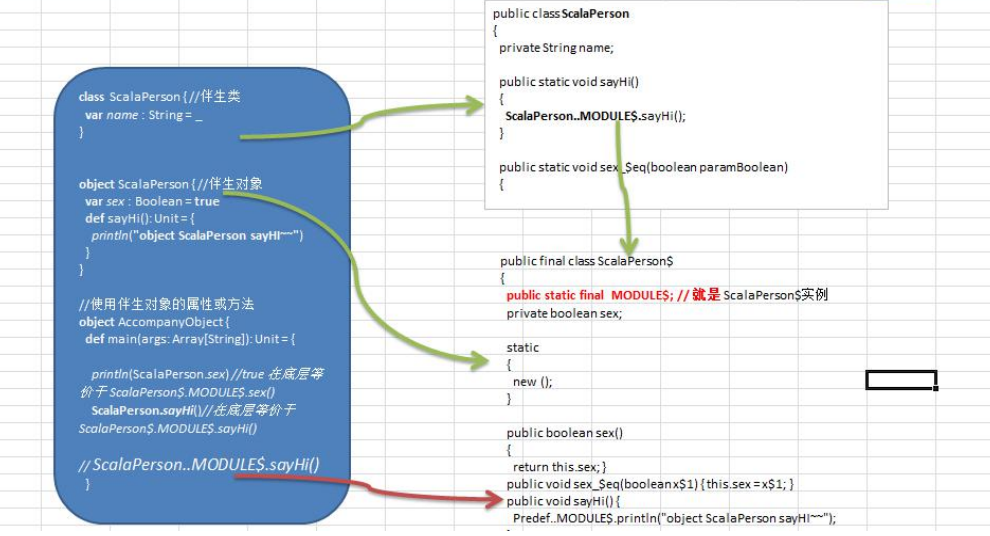 class ScalaPerson{//伴生类
var name : String = _
}
object ScalaPerson{//伴生对象
var sex : Boolean = true
def sayHi(): Unit = {
println("object ScalaPerson sayHI~~")
}
}
//使用伴生对象的属性或方法
object AccompanyObject{
def main(args: Array[String]): Unit = {
println(ScalaPerson.sex) //true 在底层等
价于 ScalaPerson$.MODULE$.sex()
ScalaPerson.sayHi()//在底层等价于
ScalaPerson$.MODULE$.sayHi()
// ScalaPerson..MODULE$.sayHi()
}
public class ScalaPerson
{
private String name;
public static void sayHi()
{
ScalaPerson..MODULE$.sayHi();
}
public static void sex_$eq(boolean paramBoolean)
{
public final class ScalaPerson$
{
public static final MODULE$; // 就是 ScalaPerson$实例
private boolean sex;
static
{
new ();
}
public boolean sex()
{
return this.sex; }
public void sex_$eq(boolean x$1) { this.sex = x$1; }
public void sayHi() {
Predef..MODULE$.println("object ScalaPerson sayHI~~");